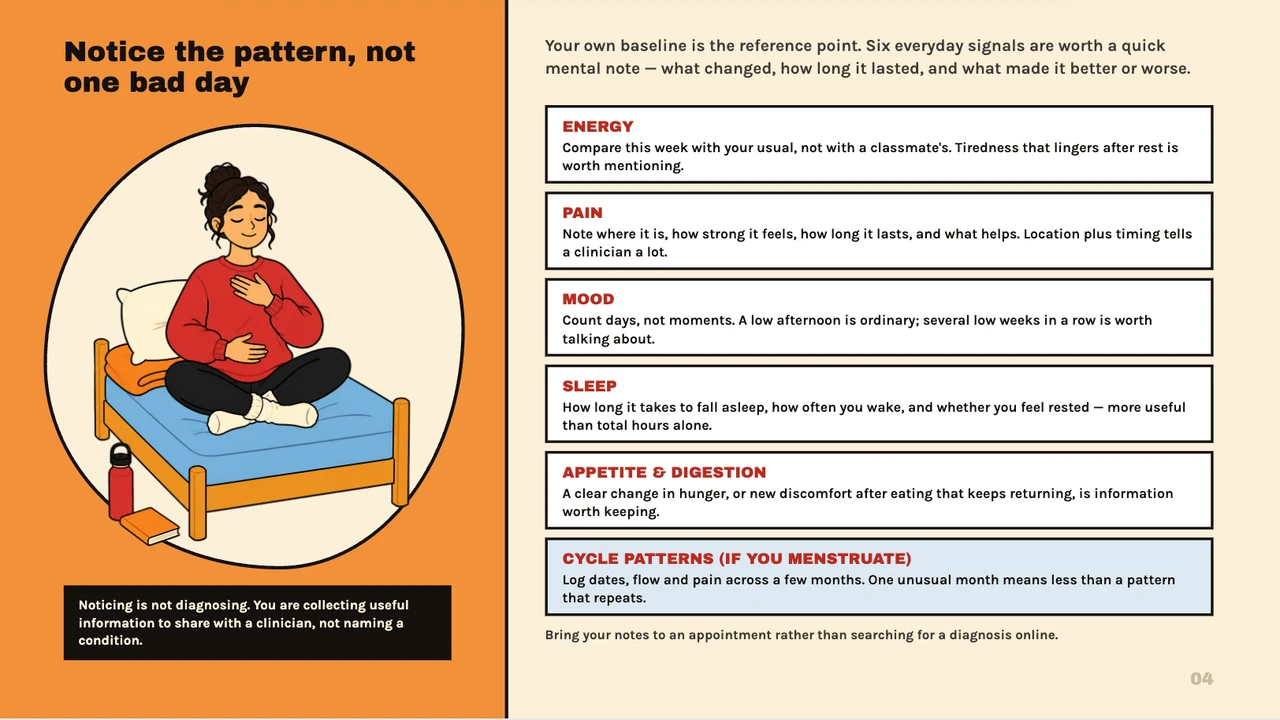 Notice the pattern, not
one bad day
Noticing is not diagnosing. You are collecting useful
information to share with a clinician, not naming a
condition.
Your own baseline is the reference point. Six everyday signals are worth a quick
mental note — what changed, how long it lasted, and what made it better or worse.
ENERGY
Compare this week with your usual, not with a classmate's. Tiredness that lingers after rest is
worth mentioning.
PAIN
Note where it is, how strong it feels, how long it lasts, and what helps. Location plus timing tells
a clinician a lot.
MOOD
Count days, not moments. A low afternoon is ordinary; several low weeks in a row is worth
talking about.
SLEEP
How long it takes to fall asleep, how often you wake, and whether you feel rested — more useful
than total hours alone.
APPETITE & DIGESTION
A clear change in hunger, or new discomfort after eating that keeps returning, is information
worth keeping.
CYCLE PATTERNS (IF YOU MENSTRUATE)
Log dates, flow and pain across a few months. One unusual month means less than a pattern
that repeats.
Bring your notes to an appointment rather than searching for a diagnosis online.
04